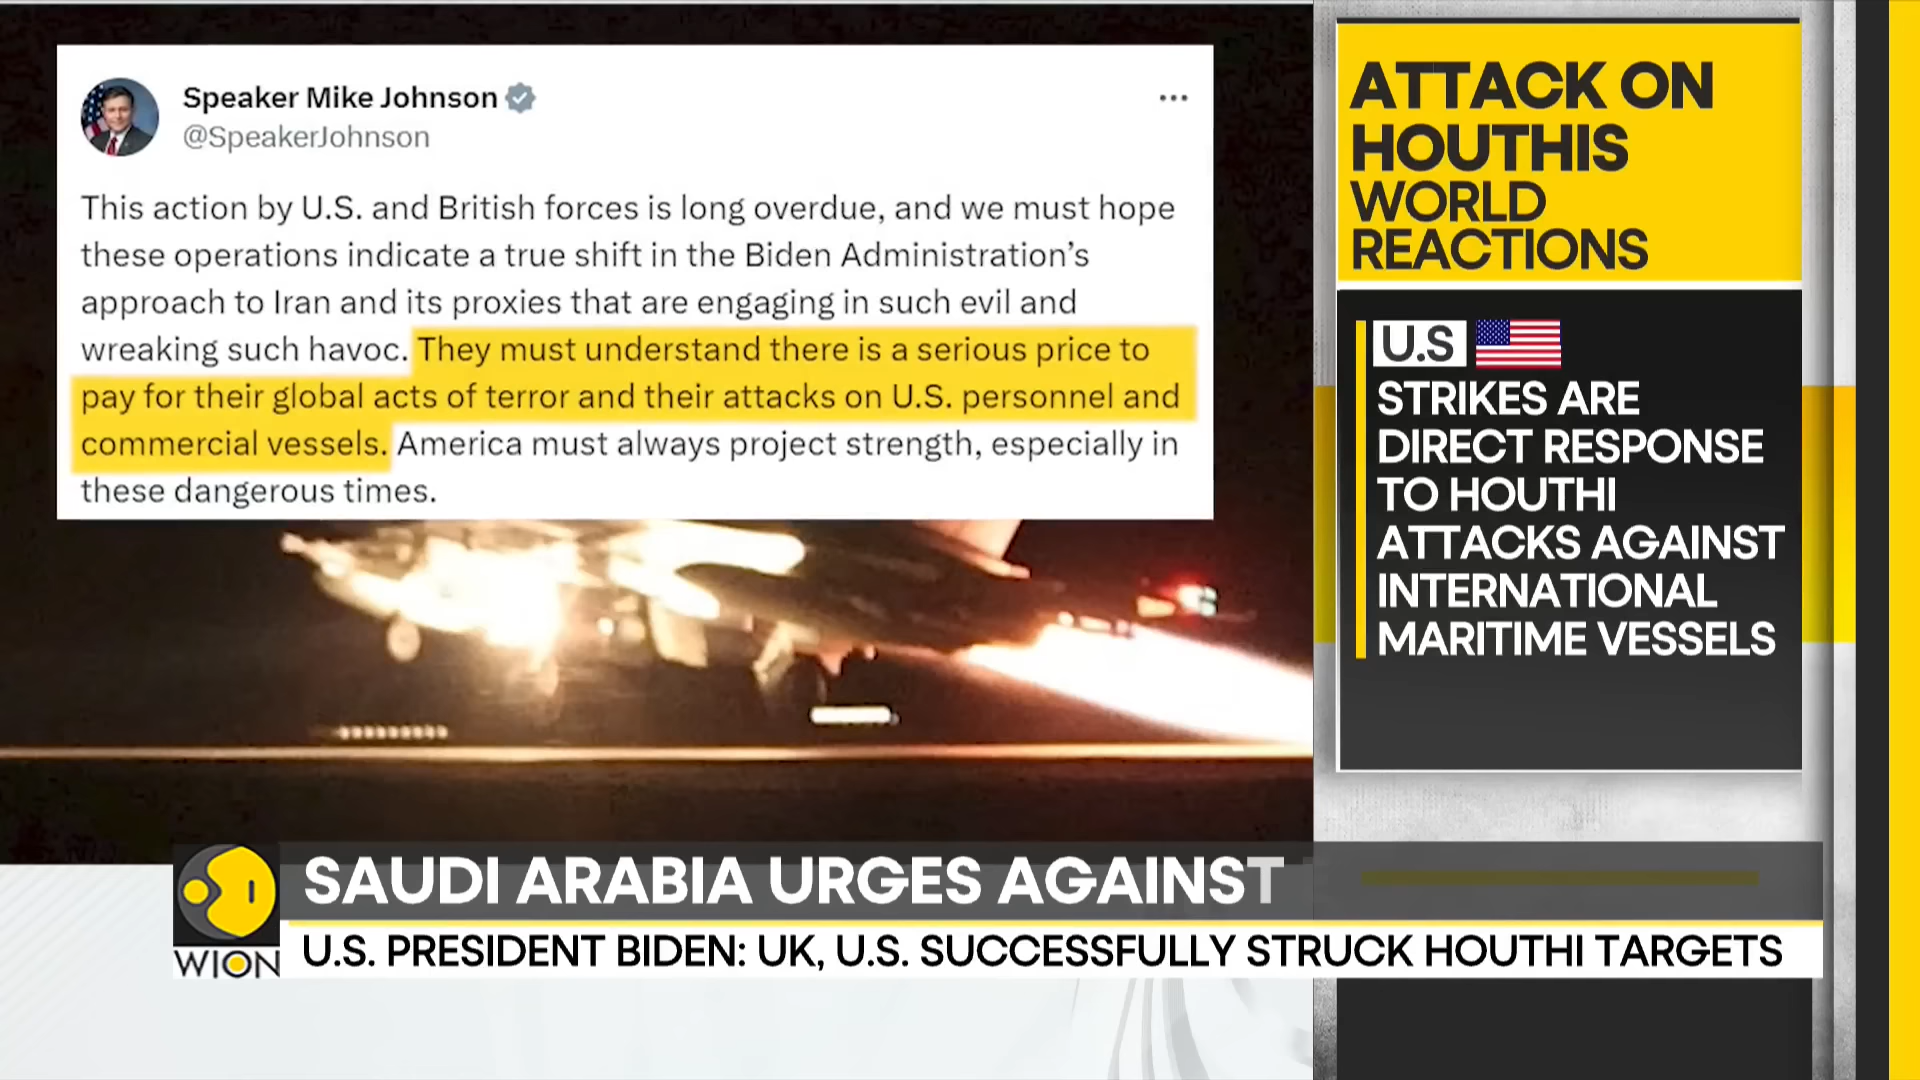 Speaker Mike Johnson
@SpeakerJohnson
This action by U.S. and British forces is long overdue, and we must hope
these operations indicate a true shift in the Biden Administration’s
approach to Iran and its proxies that are engaging in such evil and
wreaking such havoc. They must understand there is a serious price to
pay for their global acts of terror and their attacks on U.S. personnel and
commercial vessels. America must always project strength, especially in
these dangerous times.
ATTACK ON
HOUTHIS
WORLD
REACTIONS
U.S
STRIKES ARE
DIRECT RESPONSE
TO HOUTHI
ATTACKS AGAINST
INTERNATIONAL
MARITIME VESSELS
SAUDI ARABIA URGES AGAINST
U.S. PRESIDENT BIDEN: UK, U.S. SUCCESSFULLY STRUCK HOUTHI TARGETS
WION